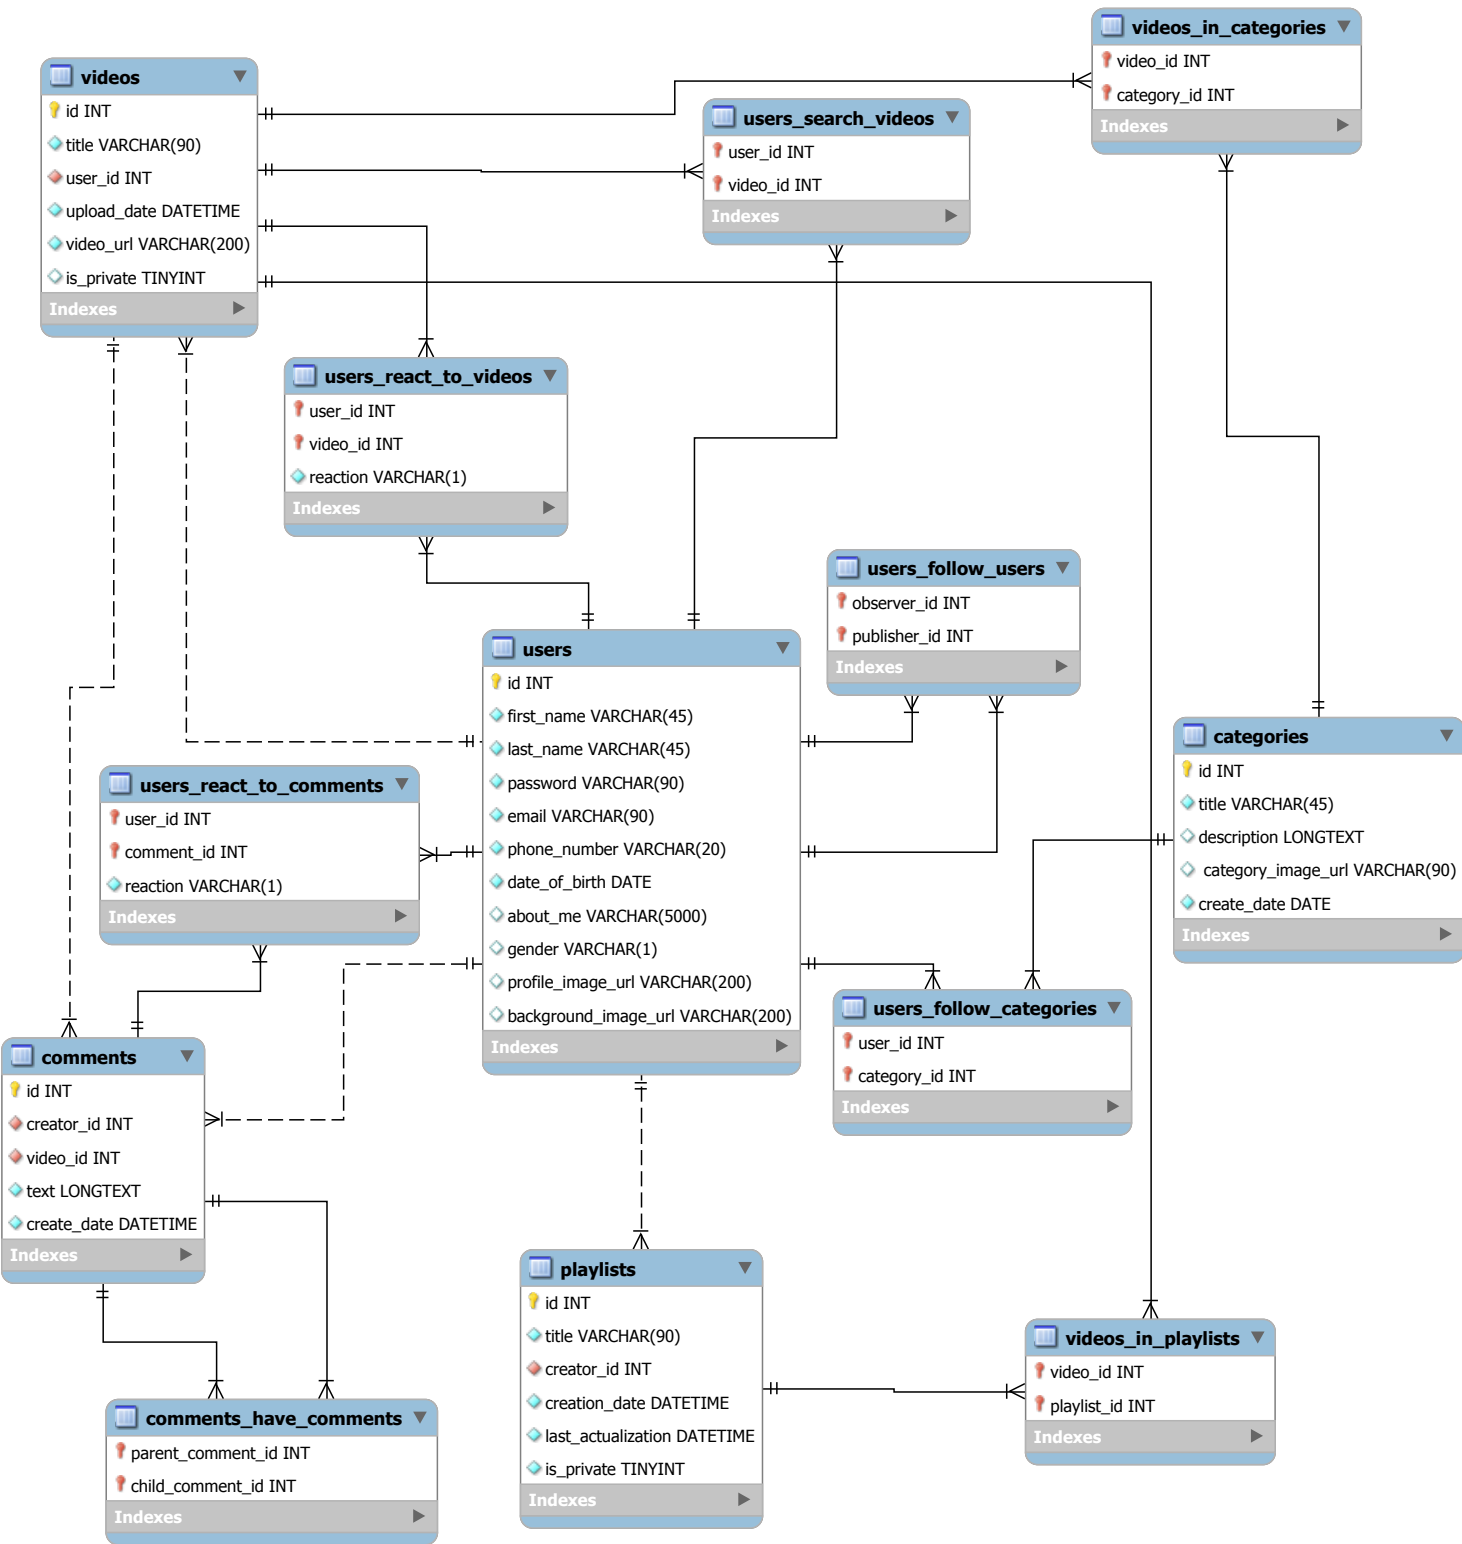 videos
id INT
title VARCHAR(90)
user_id INT
upload_date DATETIME
video_url VARCHAR(200)
is_private TINYINT
Indexes
videos_in_categories
video_id INT
category_id INT
Indexes
users_search_videos
user_id INT
video_id INT
Indexes
users_react_to_videos
user_id INT
video_id INT
reaction VARCHAR(1)
Indexes
users_follow_users
observer_id INT
publisher_id INT
Indexes
users
id INT
first_name VARCHAR(45)
last_name VARCHAR(45)
password VARCHAR(90)
email VARCHAR(90)
phone_number VARCHAR(20)
date_of_birth DATE
about_me VARCHAR(5000)
gender VARCHAR(1)
profile_image_url VARCHAR(200)
background_image_url VARCHAR(200)
Indexes
categories
id INT
title VARCHAR(45)
description LONGTEXT
category_image_url VARCHAR(90)
create_date DATE
Indexes
users_react_to_comments
user_id INT
comment_id INT
reaction VARCHAR(1)
Indexes
users_follow_categories
user_id INT
category_id INT
Indexes
comments
id INT
creator_id INT
video_id INT
text LONGTEXT
create_date DATETIME
Indexes
playlists
id INT
title VARCHAR(90)
creator_id INT
creation_date DATETIME
last_actualization DATETIME
is_private TINYINT
Indexes
videos_in_playlists
video_id INT
playlist_id INT
Indexes
comments_have_comments
parent_comment_id INT
child_comment_id INT
Indexes